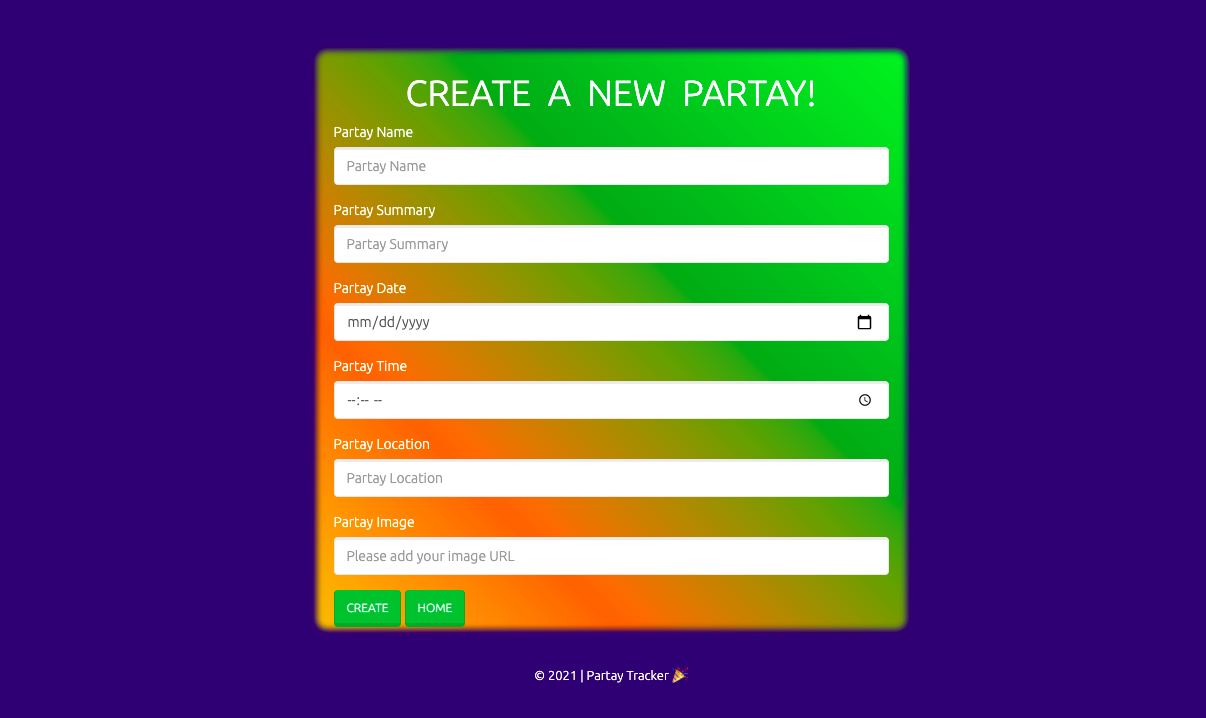 CREATE A NEW PARTAY!
Partay Name
Partay Name
Partay Summary
Partay Summary
Partay Date
mm/dd/yyyy
Partay Time
--:-- --
Partay Location
Partay Location
Partay Image
Please add your image URL
CREATE HOME
© 2021 | Partay Tracker 🎉